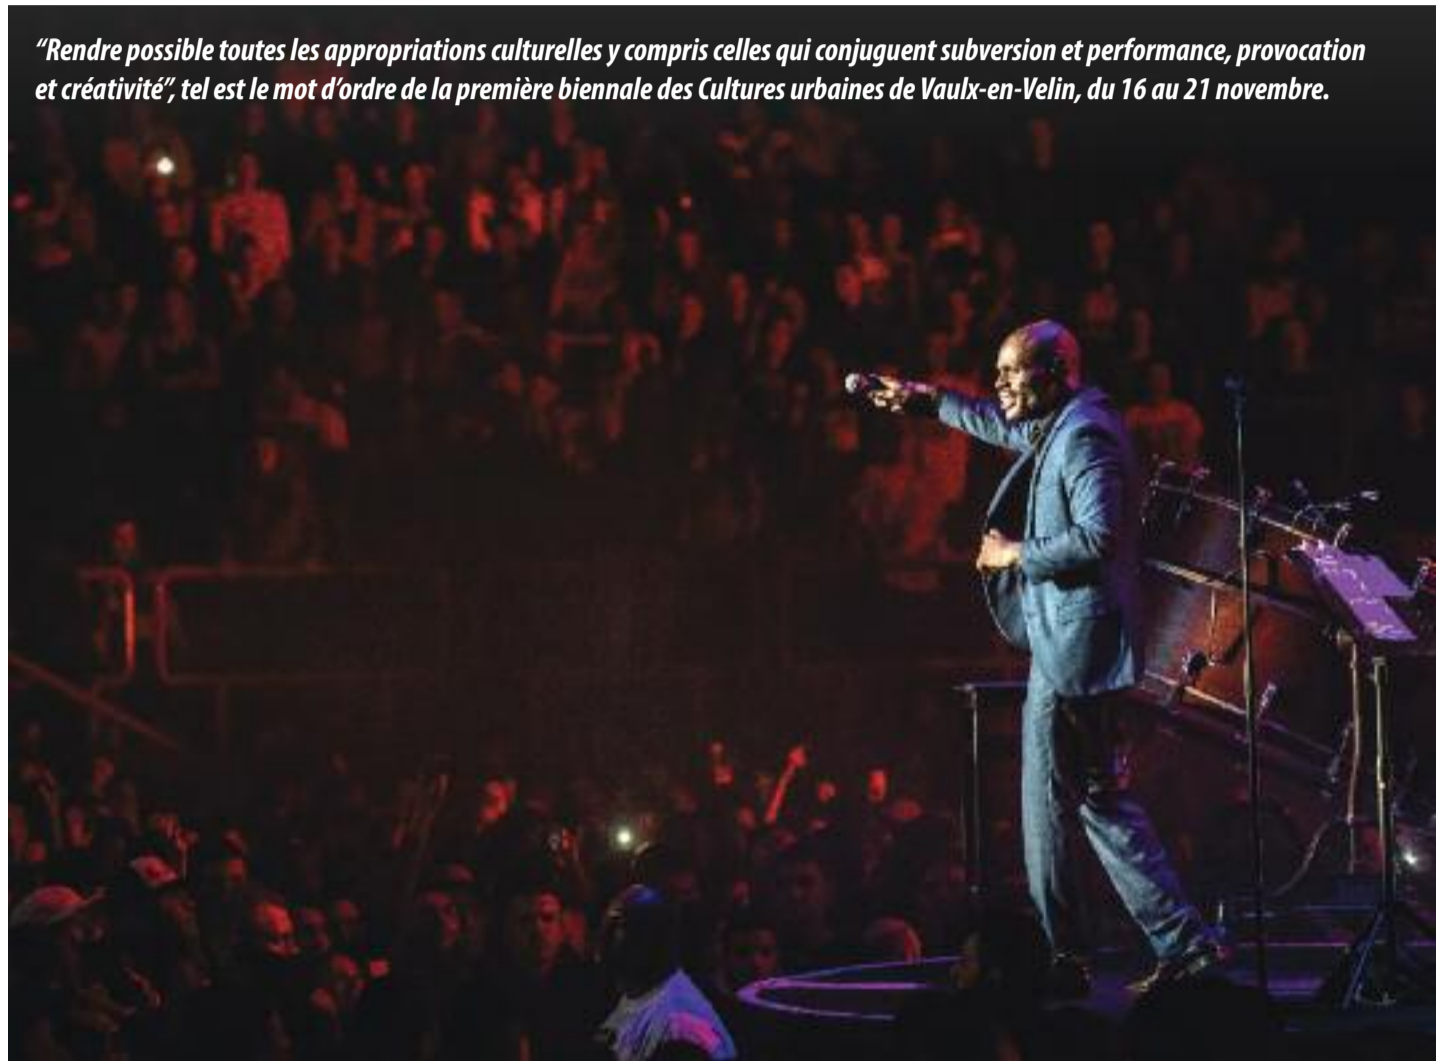 “Rendre possible toutes les appropriations culturelles y compris celles qui conjuguent subversion et performance, provocation
et créativité”, tel est le mot d’ordre de la première biennale des Cultures urbaines de Vaulx-en-Velin, du 16 au 21 novembre.